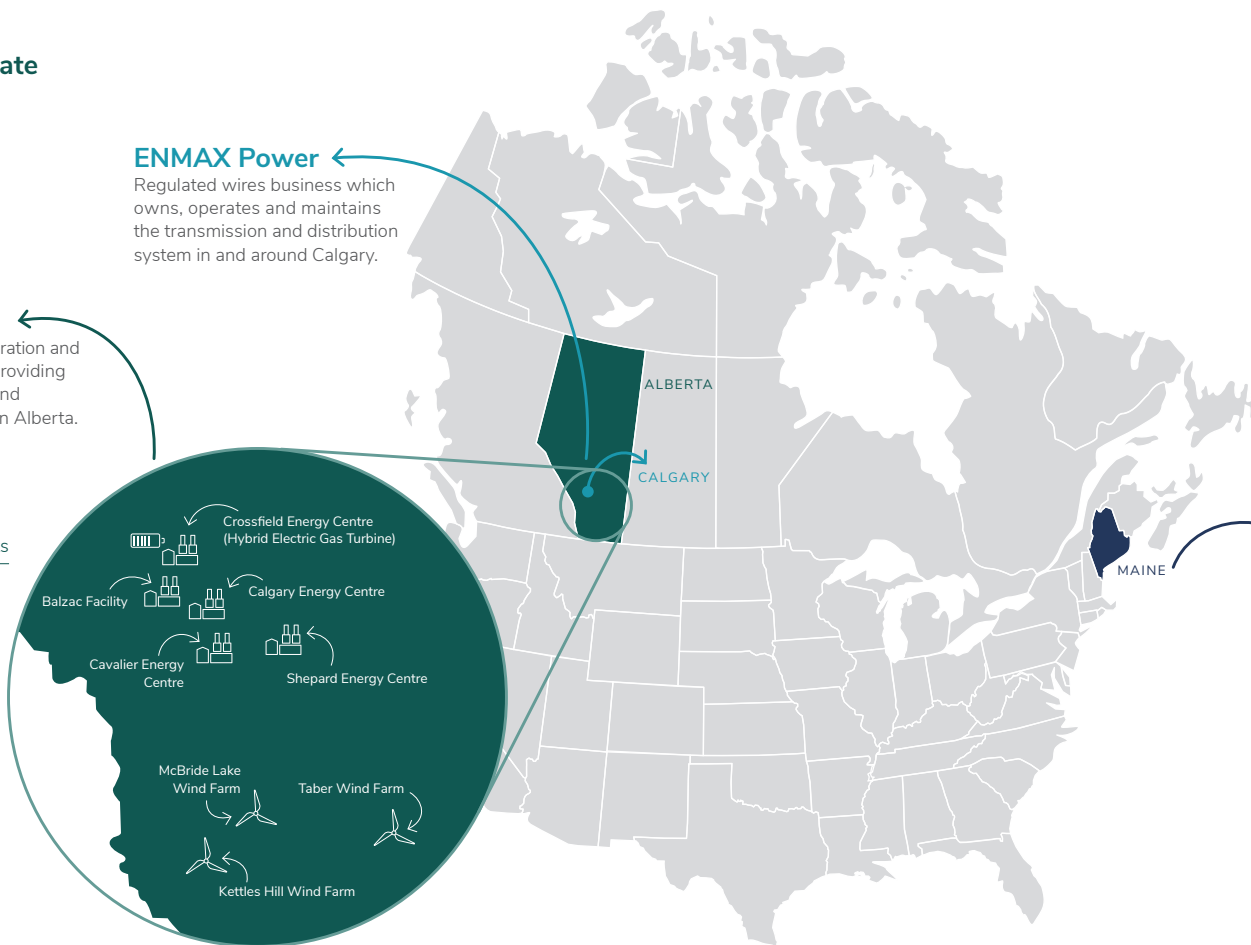 ate
ENMAX Power
Regulated wires business which
owns, operates and maintains
the transmission and distribution
system in and around Calgary.
ration and
roviding
nd
n Alberta.
s
ALBERTA
CALGARY
MAINE
Crossfield Energy Centre
(Hybrid Electric Gas Turbine)
Balzac Facility
Calgary Energy Centre
Cavalier Energy
Centre
Shepard Energy Centre
McBride Lake
Wind Farm
Taber Wind Farm
Kettles Hill Wind Farm